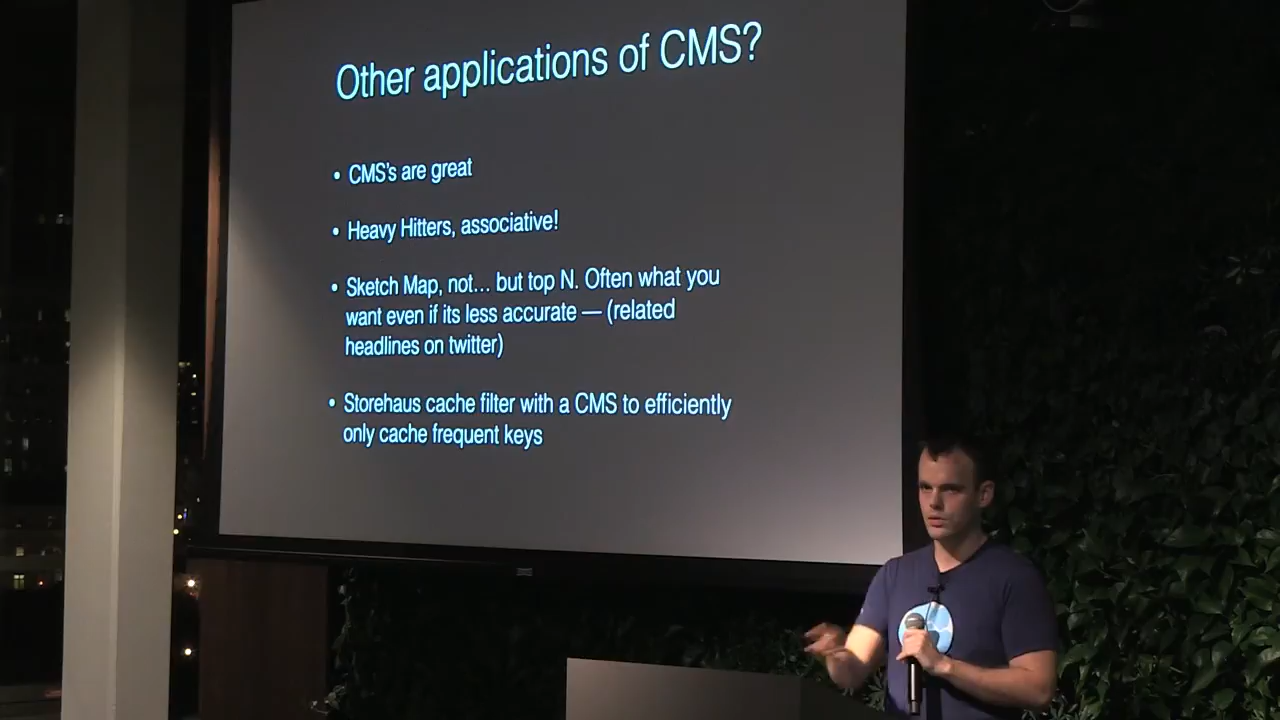 Other applications of CMS?
• CMS's are great
• Heavy Hitters, associative!
• Sketch Map, not... but top N. Often what you
want even if its less accurate — (related
headlines on twitter)
• Storehaus cache filter with a CMS to efficiently
only cache frequent keys